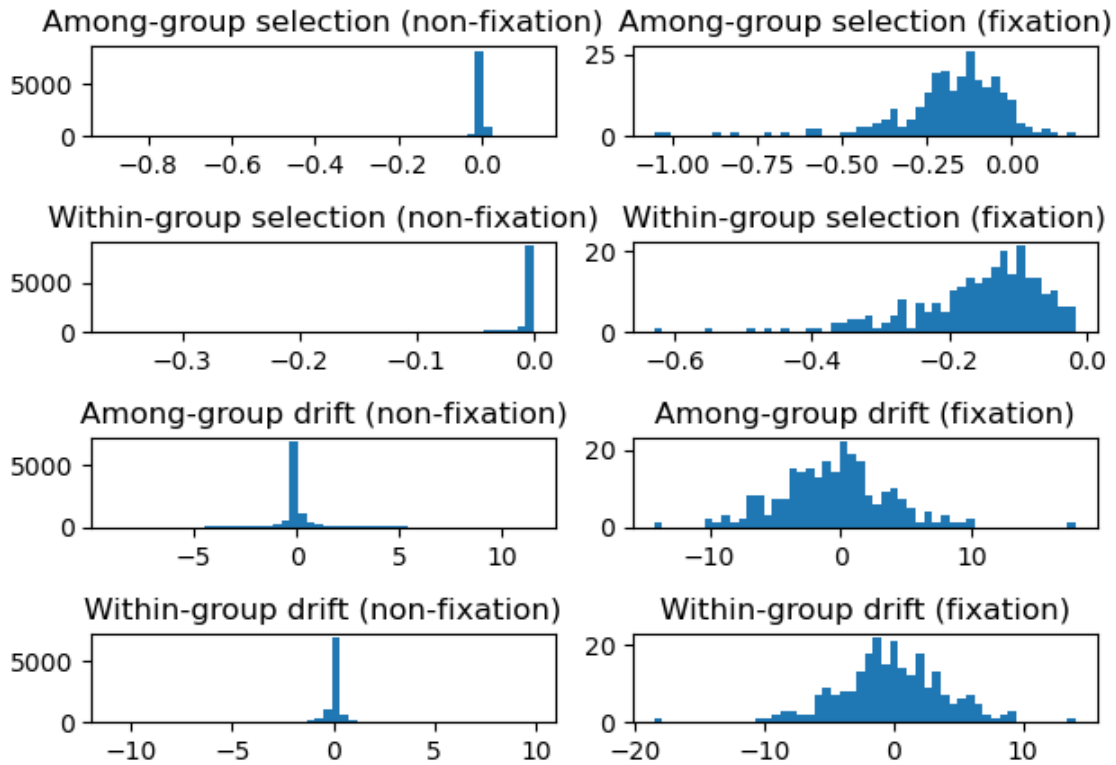 Among-group selection (non-fixation)
5000
0
−0.8 −0.6 −0.4 −0.2 0.0
Among-group selection (fixation)
25
0
−1.00 −0.75 −0.50 −0.25 0.00
Within-group selection (non-fixation)
5000
0
−0.3 −0.2 −0.1 0.0
Within-group selection (fixation)
20
0
−0.6 −0.4 −0.2 0.0
Among-group drift (non-fixation)
5000
0
−5 0 5 10
Among-group drift (fixation)
20
0
−10 0 10
Within-group drift (non-fixation)
5000
0
−10 −5 0 5 10
Within-group drift (fixation)
20
0
−20 −10 0 10